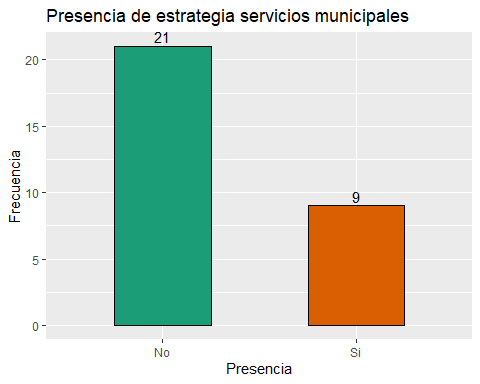 Presencia de estrategia servicios municipales
21
9
20
15
10
5
0
Frecuencia
No
Si
Presencia